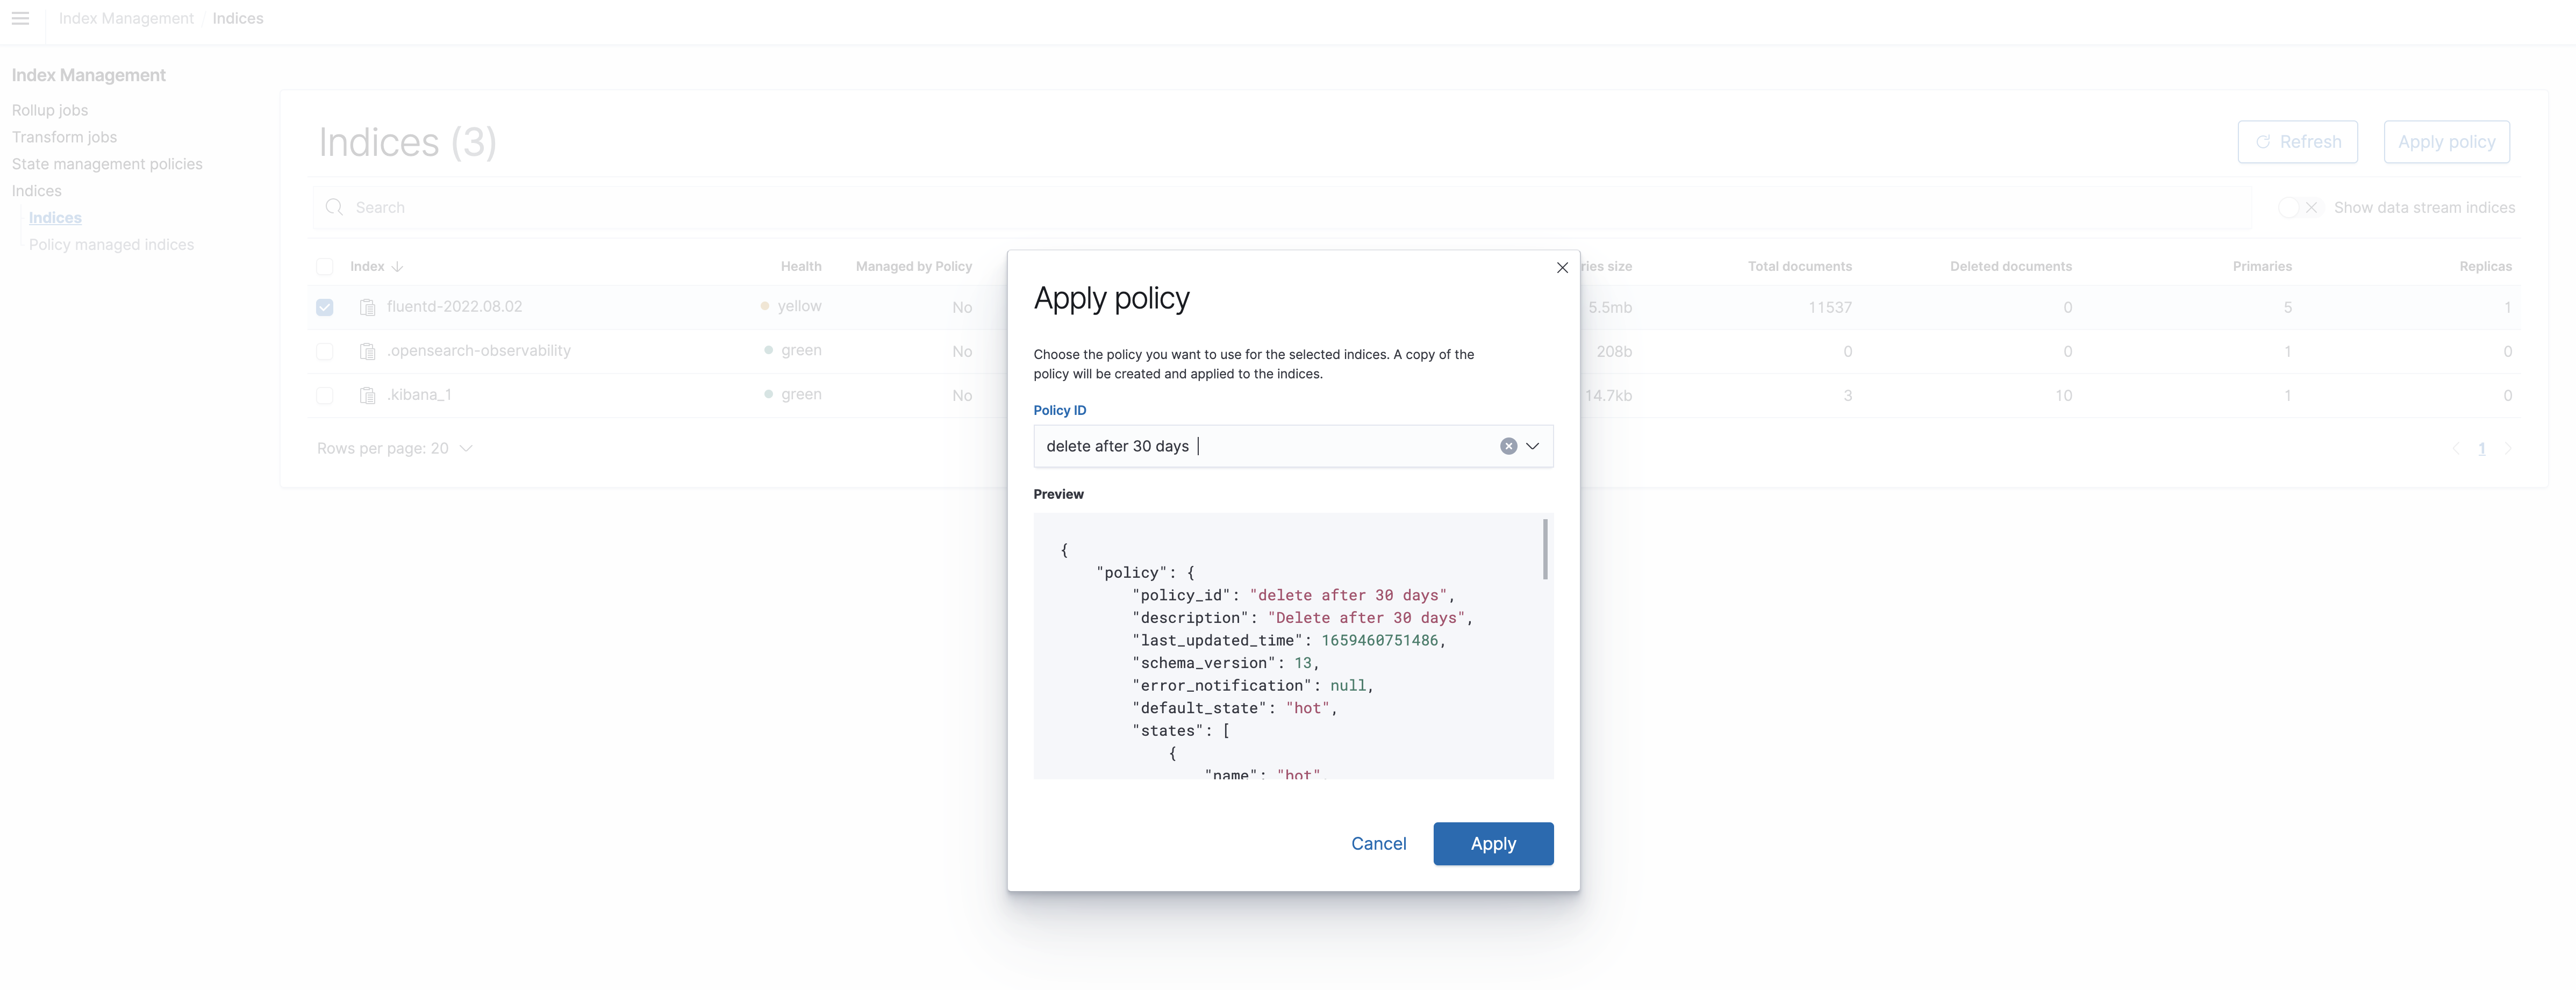 Index Management / Indices
Index Management
Rollup jobs
Transform jobs
State management policies
Indices
Indices
Policy managed indices
Indices (3)
Refresh
Apply policy
Search
Show data stream indices
Index Health Managed by Policy ries size Total documents Deleted documents Primaries Replicas
fluentd-2022.08.02 yellow No 5.5mb 11537 0 5 1
.opensearch-observability green No 208b 0 0 1 0
.kibana_1 green No 14.7kb 3 10 1 0
Rows per page: 20
1
Apply policy
Choose the policy you want to use for the selected indices. A copy of the
policy will be created and applied to the indices.
Policy ID
delete after 30 days
Preview
{
"policy": {
"policy_id": "delete after 30 days",
"description": "Delete after 30 days",
"last_updated_time": 1659460751486,
"schema_version": 13,
"error_notification": null,
"default_state": "hot",
"states": [
{
"name": "hot",
Cancel
Apply